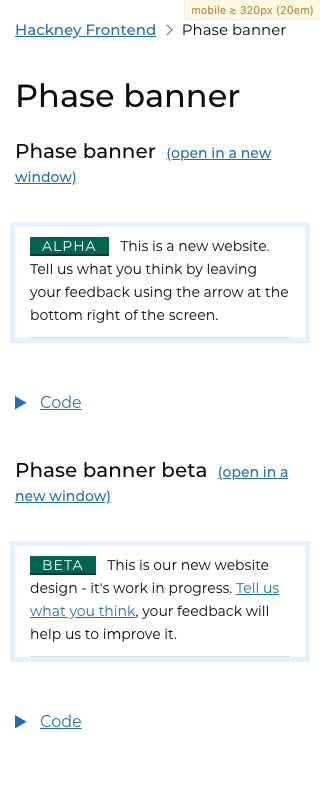 mobile ≥ 320px (20em)
Hackney Frontend > Phase banner
Phase banner
Phase banner (open in a new
window)
ALPHA This is a new website.
Tell us what you think by leaving
your feedback using the arrow at the
bottom right of the screen.
Code
Phase banner beta (open in a
new window)
BETA This is our new website
design - it's work in progress. Tell us
what you think, your feedback will
help us to improve it.
Code